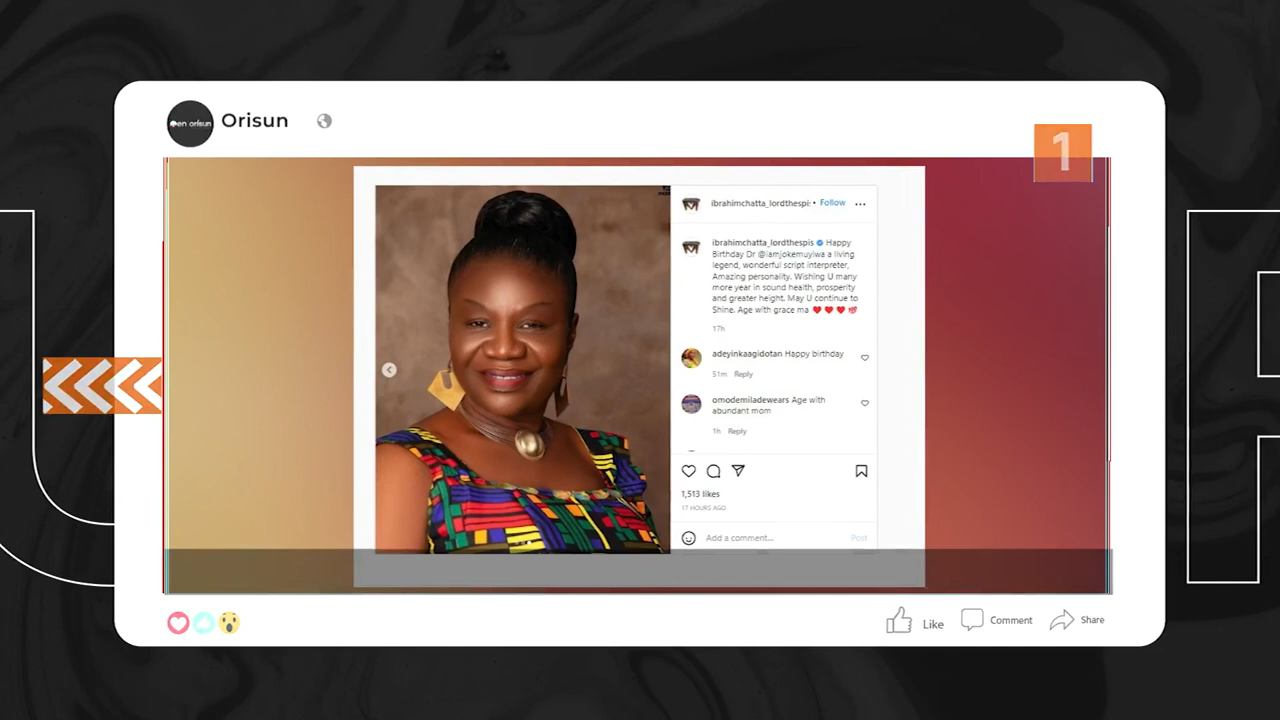 en orisun
Orisun
1
ibrahimchatta_lordthespi: • Follow ...
ibrahimchatta_lordthespis Happy
Birthday Dr @iamjokemuyiwa a living
legend, wonderful script interpreter,
Amazing personality. Wishing U many
more year in sound health, prosperity
and greater height. May U continue to
Shine. Age with grace ma ❤️ ❤️ ❤️ 💯
17h
adeyinkaagidotan Happy birthday
51m Reply
omodemiladewears Age with
abundant mom
1h Reply
1,513 likes
17 HOURS AGO
Add a comment... Post
Like Comment Share